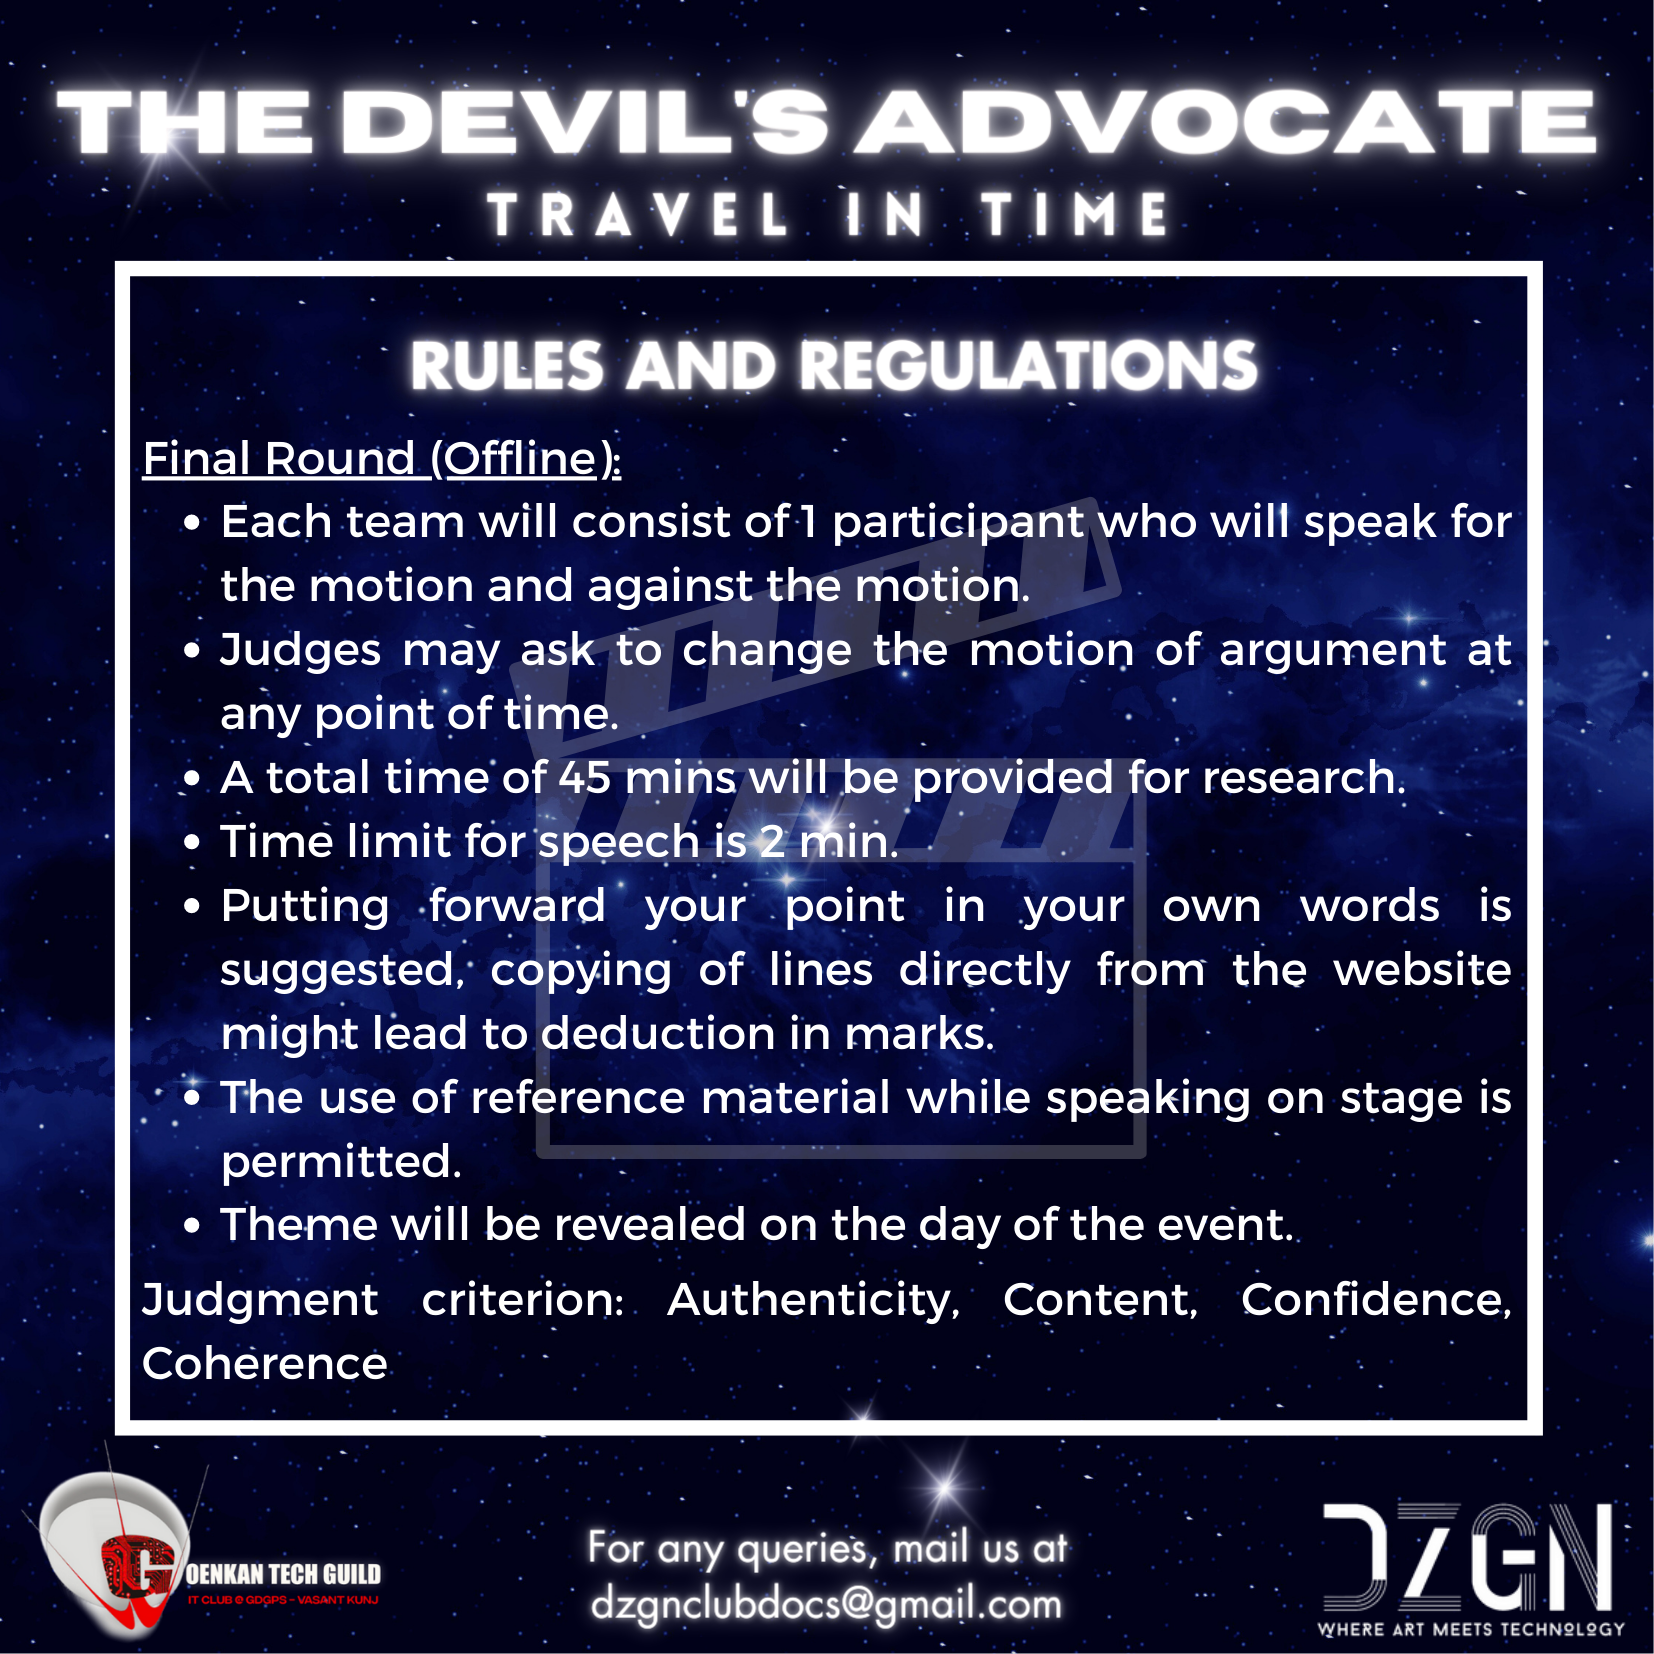 THE DEVIL'S ADVOCATE
TRAVEL IN TIME
RULES AND REGULATIONS
Final Round (Offline):
• Each team will consist of 1 participant who will speak for
the motion and against the motion.
• Judges may ask to change the motion of argument at
any point of time.
• A total time of 45 mins will be provided for research.
• Time limit for speech is 2 min.
• Putting forward your point in your own words is
suggested, copying of lines directly from the website
might lead to deduction in marks.
• The use of reference material while speaking on stage is
permitted.
• Theme will be revealed on the day of the event.
Judgment criterion: Authenticity, Content, Confidence,
Coherence
GOENKAN TECH GUILD
IT CLUB @ GDGPS - VASANT KUNJ
For any queries, mail us at
dzgnclubdocs@gmail.com
DZGN
WHERE ART MEETS TECHNOLOGY